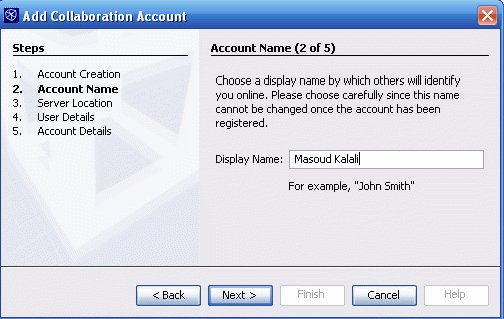 Add Collaboration Account
Steps
1. Account Creation
2. Account Name
3. Server Location
4. User Details
5. Account Details
Account Name (2 of 5)
Choose a display name by which others will identify
you online. Please choose carefully since this name
cannot be changed once the account has been
registered.
Display Name: Masoud Kalali
For example, "John Smith"
< Back Next > Finish Cancel Help